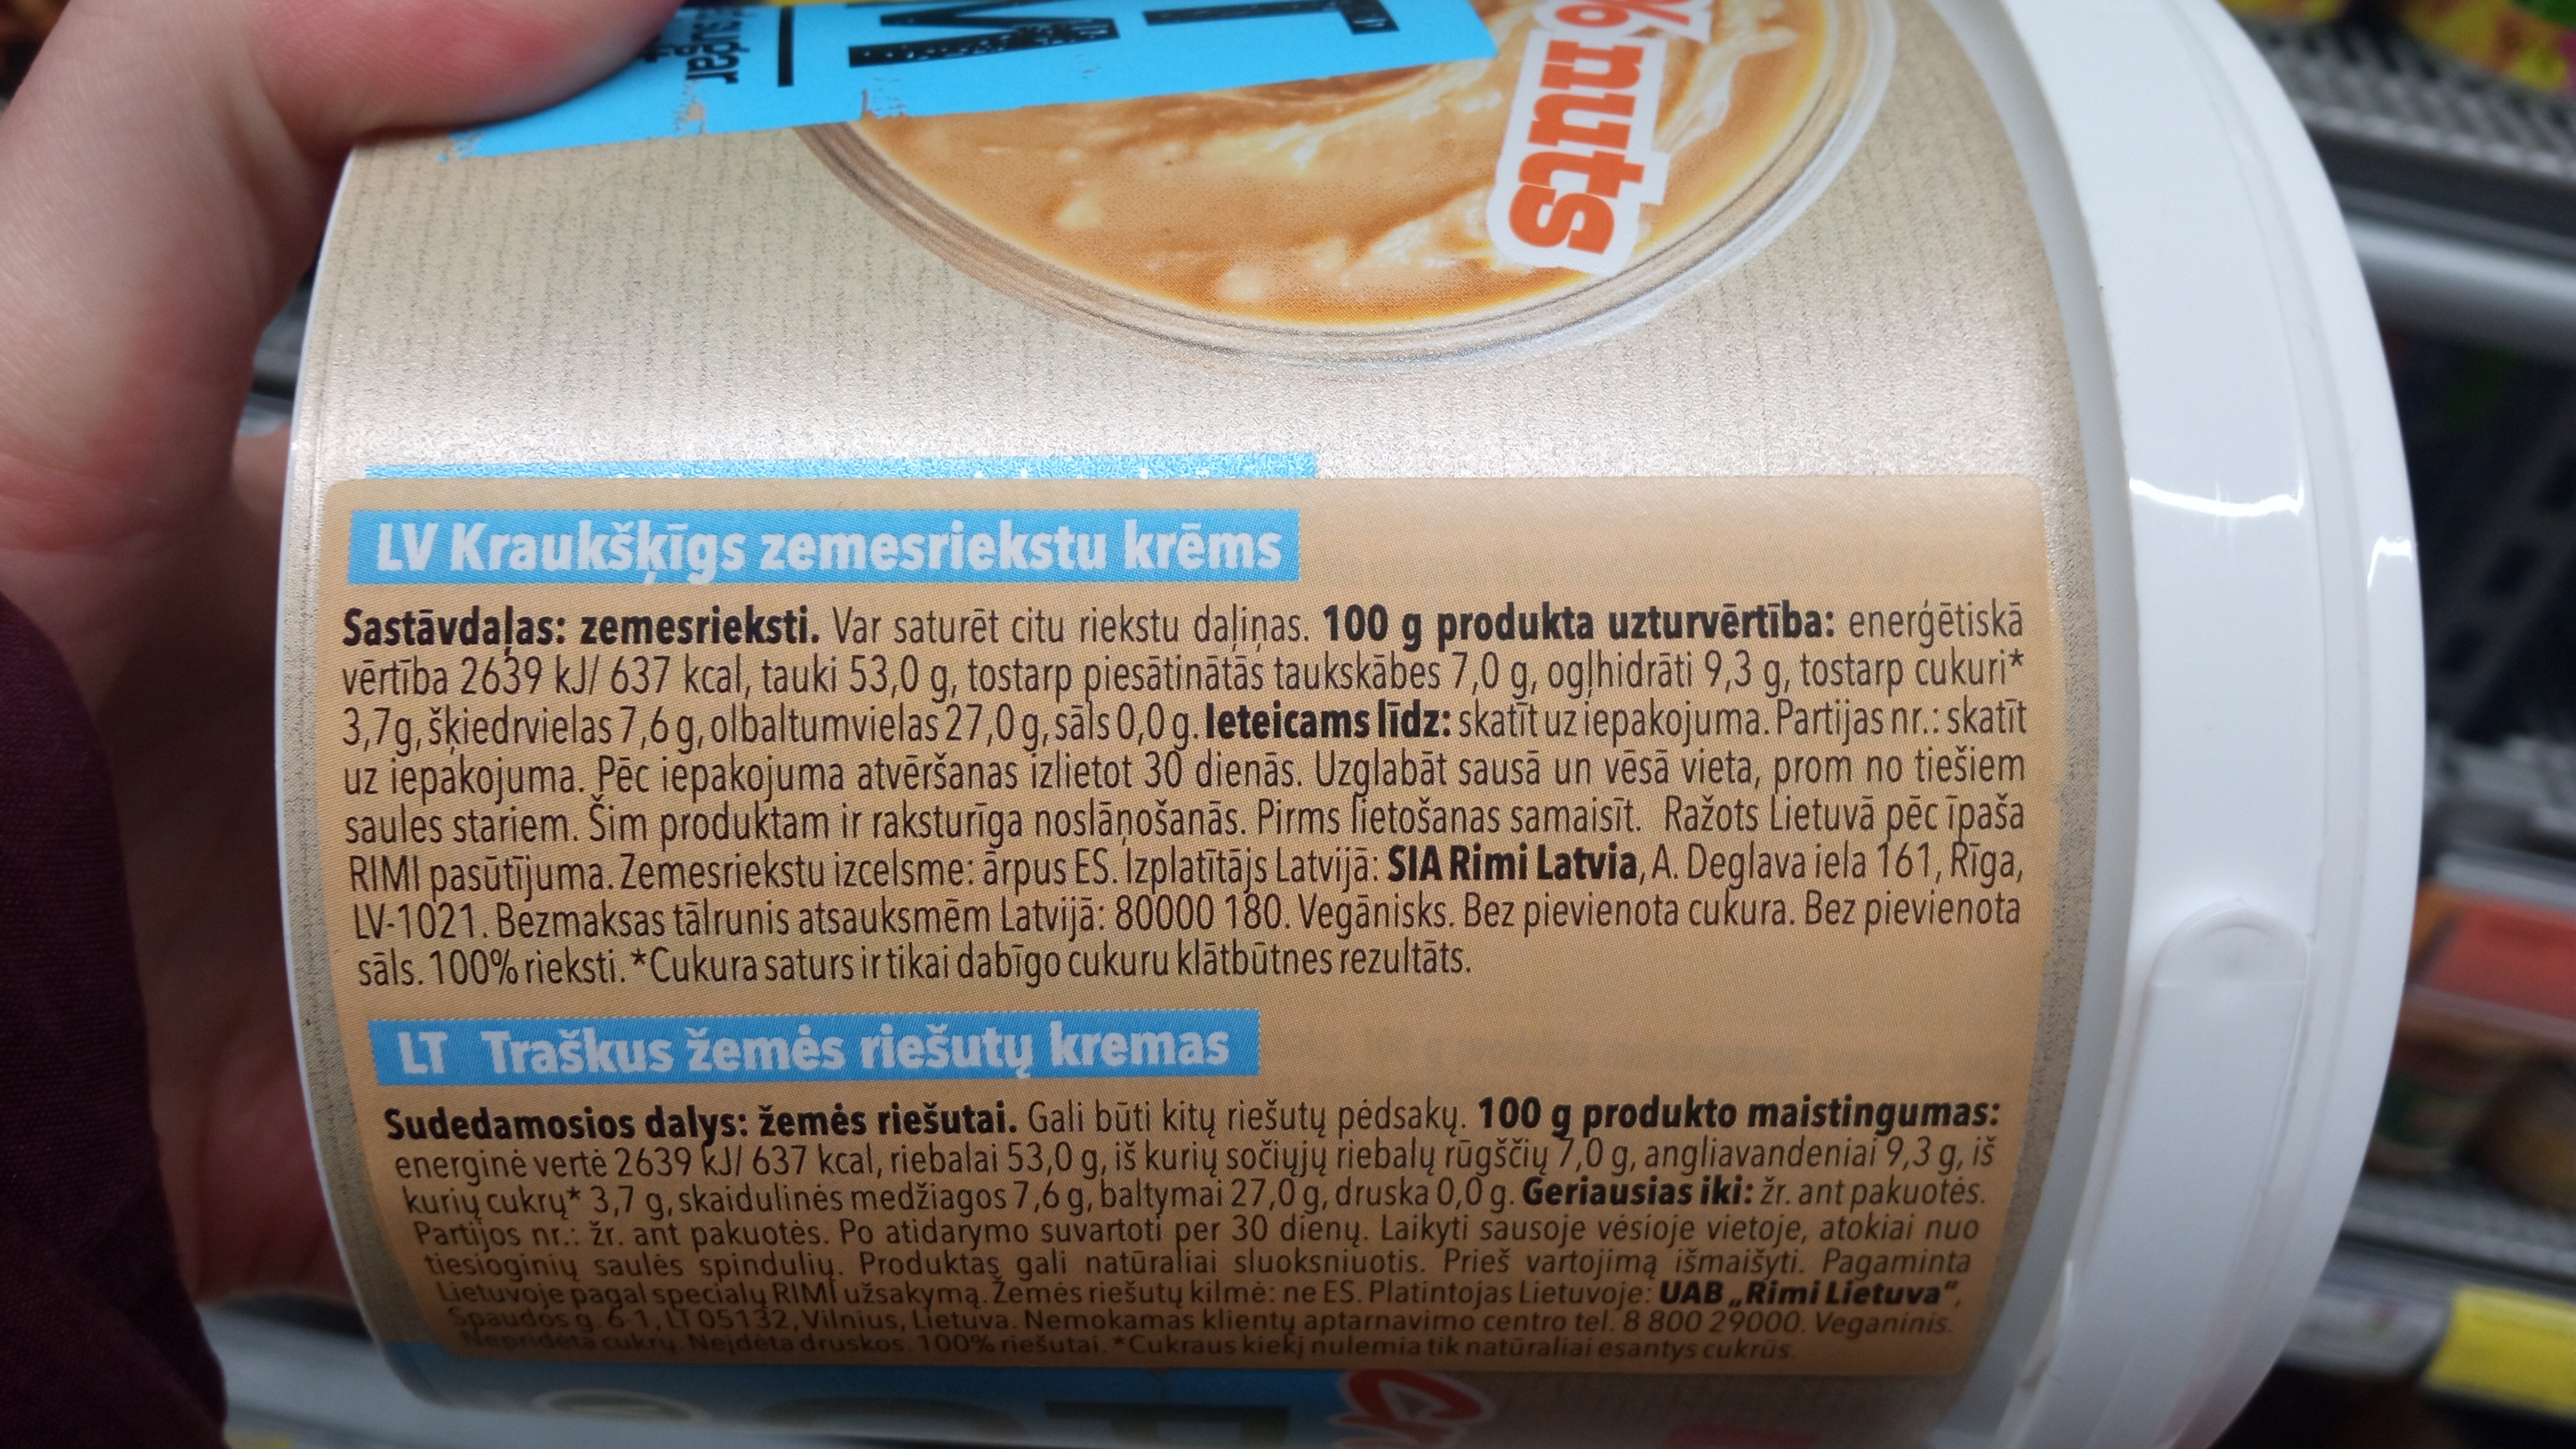 % nuts
LV Kraukšķīgs zemesriekstu krēms
Sastāvdaļas: zemesrieksti. Var saturēt citu riekstu daļiņas. 100 g produkta uzturvērtība: enerģētiskā
vērtība 2639 kJ/ 637 kcal, tauki 53,0 g, tostarp piesātinātās taukskābes 7,0 g, ogļhidrāti 9,3 g, tostarp cukuri*
3,7g, šķiedrvielas 7,6 g, olbaltumvielas 27,0 g, sāls 0,0 g. Ieteicams līdz: skatīt uz iepakojuma. Partijas nr.: skatīt
uz iepakojuma. Pēc iepakojuma atvēršanas izlietot 30 dienās. Uzglabāt sausā un vēsā vieta, prom no tiešiem
saules stariem. Šim produktam ir raksturīga noslāņošanās. Pirms lietošanas samaisīt. Ražots Lietuvā pēc īpaša
RIMI pasūtījuma. Zemesriekstu izcelsme: ārpus ES. Izplatītājs Latvijā: SIA Rimi Latvia, A. Deglava iela 161, Rīga,
LV-1021. Bezmaksas tālrunis atsauksmēm Latvijā: 80000 180. Vegānisks. Bez pievienota cukura. Bez pievienota
sāls. 100% rieksti. *Cukura saturs ir tikai dabīgo cukuru klātbūtnes rezultāts.
LT Traškus žemės riešutų kremas
Sudedamosios dalys: žemės riešutai. Gali būti kitų riešutų pėdsakų. 100 g produkto maistingumas:
energinė vertė 2639 kJ/ 637 kcal, riebalai 53,0 g, iš kurių sočiųjų riebalų rūgščių 7,0 g, angliavandeniai 9,3 g, iš
kurių cukrų* 3,7 g, skaidulinės medžiagos 7,6 g, baltymai 27,0 g, druska 0,0 g. Geriausias iki: žr. ant pakuotės.
Partijos nr.: žr. ant pakuotės. Po atidarymo suvartoti per 30 dienų. Laikyti sausoje vėsioje vietoje, atokiai nuo
tiesioginių saulės spindulių. Produktas gali natūraliai sluoksniuotis. Prieš vartojimą išmaišyti. Pagaminta
Lietuvoje pagal specialų RIMI užsakymą. Žemės riešutų kilmė: ne ES. Platintojas Lietuvoje: UAB „Rimi Lietuva",
Spaudos g. 6-1, LT 05132, Vilnius, Lietuva. Nemokamas klientų aptarnavimo centro tel. 8 800 29000. Veganinis.
Nepridėta cukrų. Neįdėta druskos. 100% riešutai. *Cukraus kiekį nulemia tik natūraliai esantys cukrūs.